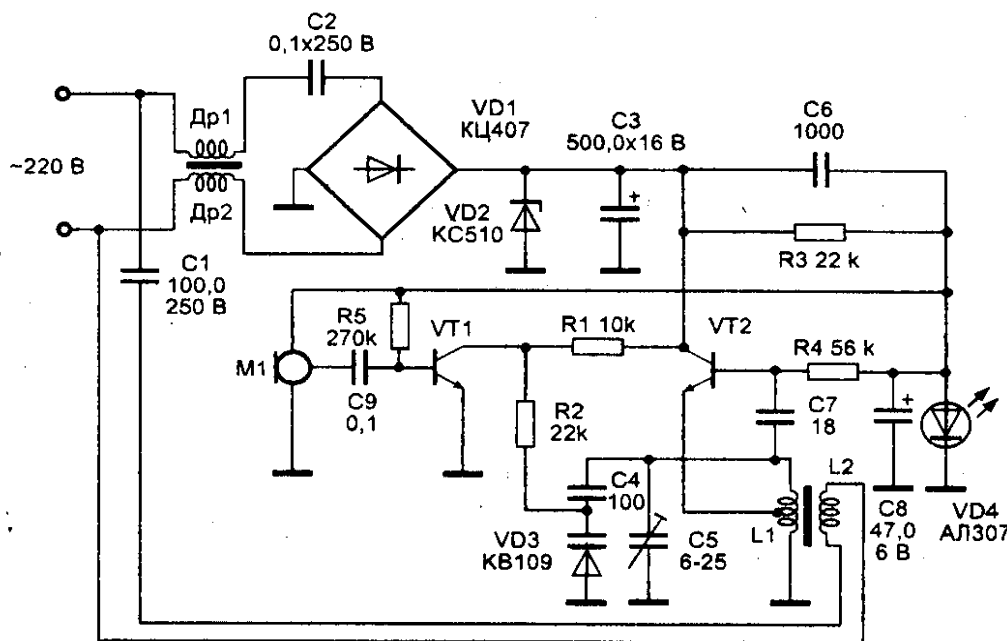 C2
0,1x250 В
Др1
VD1
КЦ407
C3
500,0x16 В
C6
1000
~220 В
Др2
VD2
КС510
+
R3 22 k
C1
100,0
250 В
R5
270k
VT1
R1 10k
VT2
R4 56 k
+
M1
C9
0,1
R2
22k
C7
18
C4
100
L2
L1
VD3
КВ109
C5
6-25
C8
47,0
6 В
VD4
АЛ307